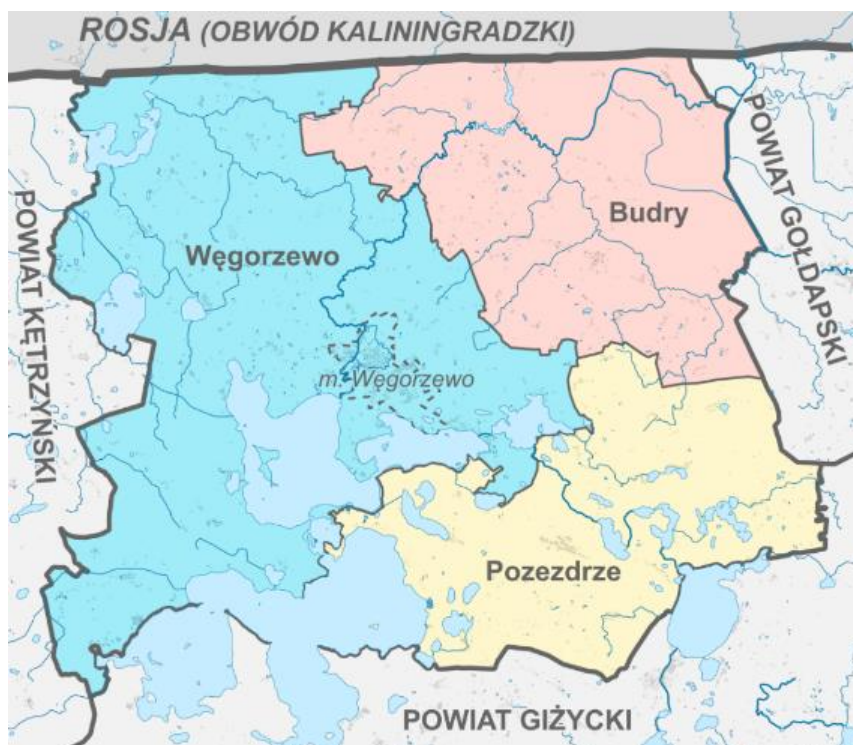 ROSJA (OBWÓD KALININGRADZKI)
POWIAT GOŁDAPSKI
POWIAT KĘTRZYŃSKI
Budry
Węgorzewo
m. Węgorzewo
Pozezdrze
POWIAT GIŻYCKI